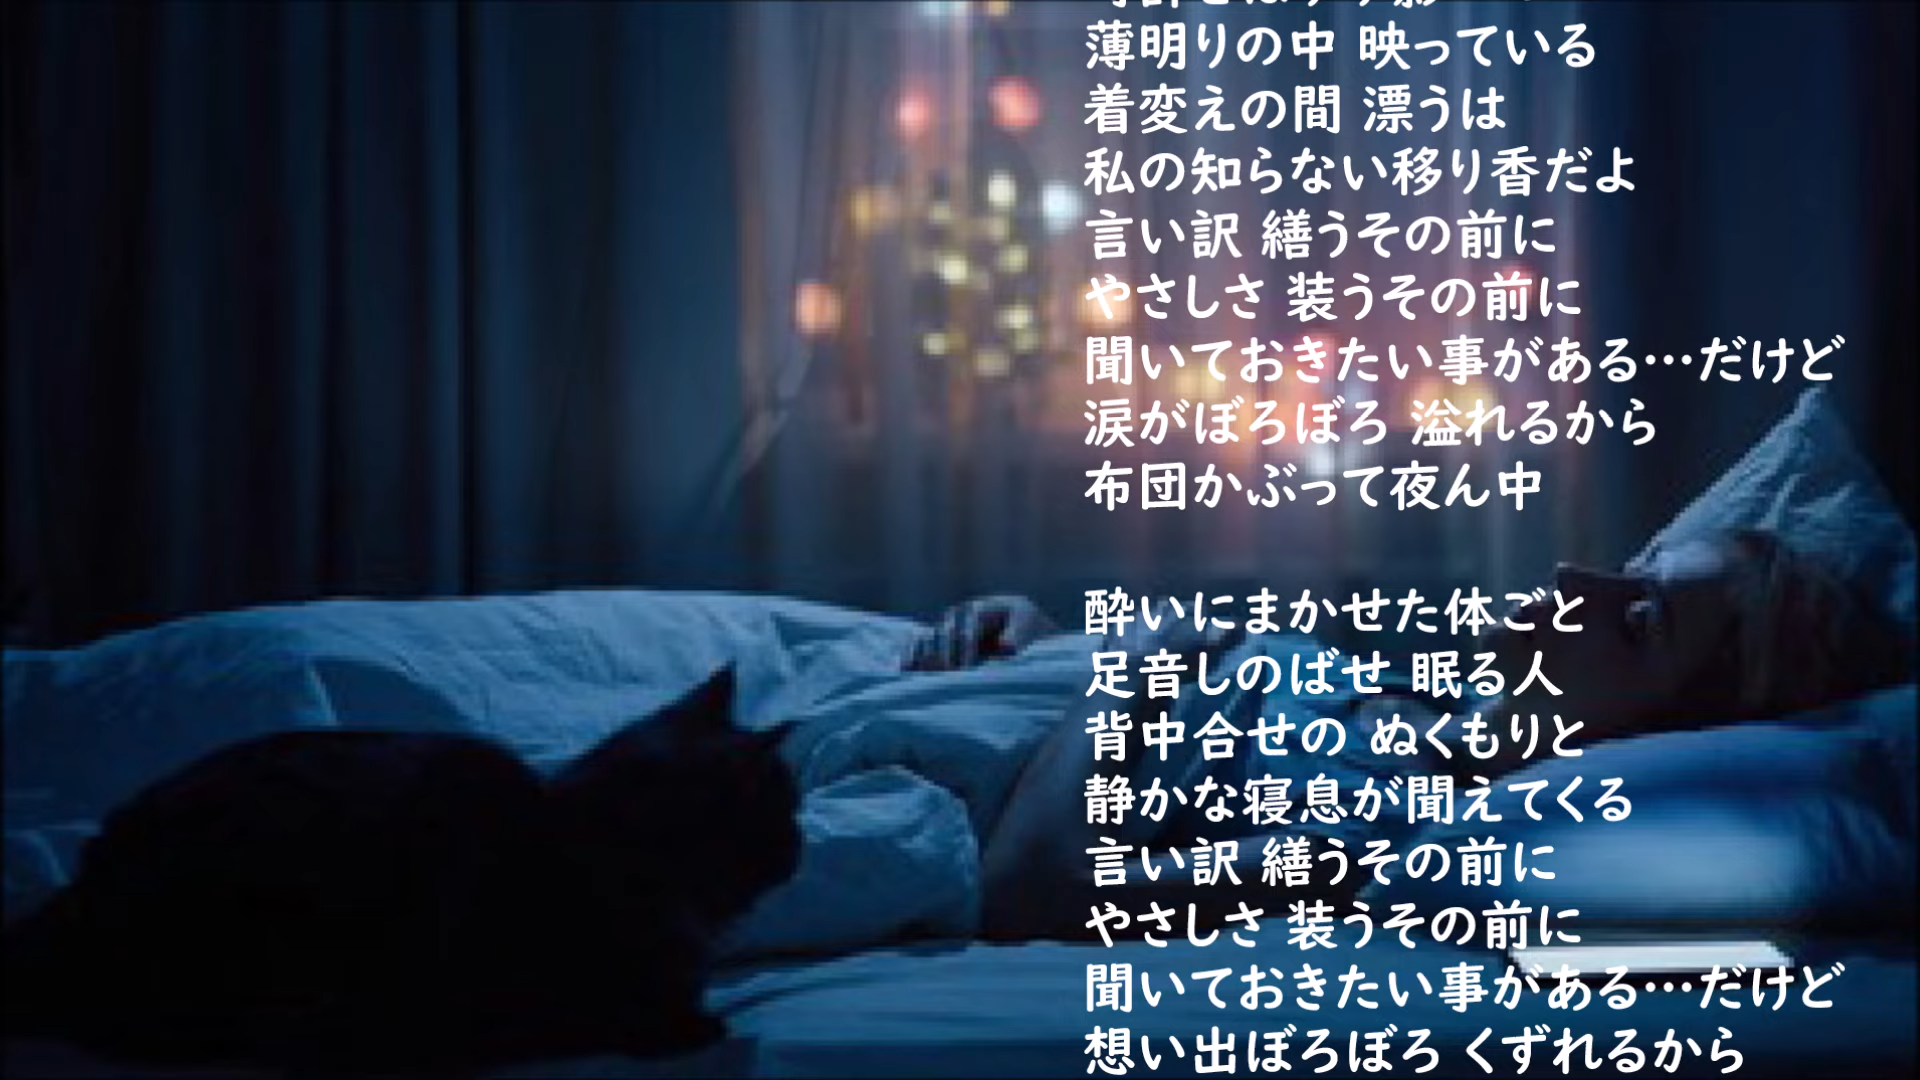 薄明りの中 映っている
着変えの間 漂うは
私の知らない移り香だよ
言い訳 繕うその前に
やさしさ 装うその前に
聞いておきたい事がある…だけど
涙がぽろぽろ 溢れるから
布団かぶって夜ん中
酔いにまかせた体ごと
足音しのばせ 眠る人
背中合せの ぬくもりと
静かな寝息が聞えてくる
言い訳 繕うその前に
やさしさ 装うその前に
聞いておきたい事がある…だけど
想い出ぼろぼろ くずれるから